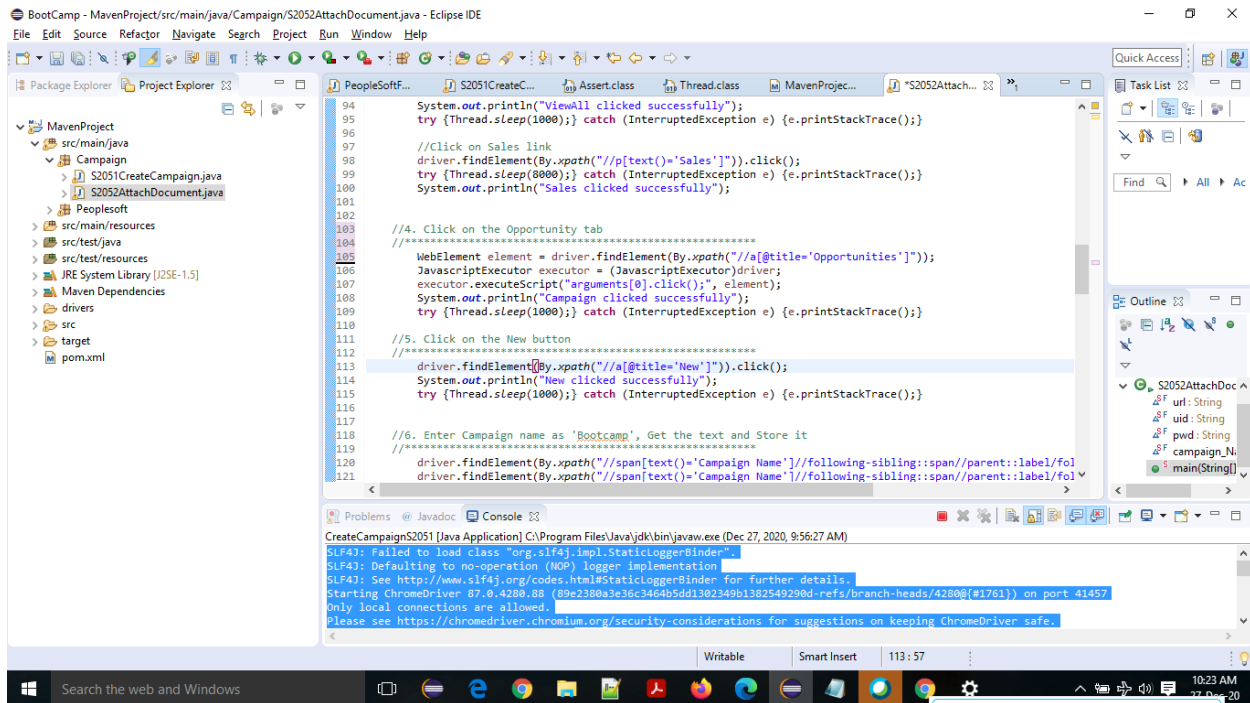 BootCamp - MavenProject/src/main/java/Campaign/S2052AttachDocument.java - Eclipse IDE
File Edit Source Refactor Navigate Search Project Run Window Help
Quick Access
Package Explorer Project Explorer
PeopleSoftF... S2051CreateC... Assert.class Thread.class MavenProjec... *S2052Attach... »1
Task List
MavenProject
src/main/java
Campaign
S2051CreateCampaign.java
S2052AttachDocument.java
Peoplesoft
src/main/resources
src/test/java
src/test/resources
JRE System Library [J2SE-1.5]
Maven Dependencies
drivers
src
target
pom.xml
94 System.out.println("ViewAll clicked successfully");
95 try {Thread.sleep(1000);} catch (InterruptedException e) {e.printStackTrace();}
96
97 //Click on Sales link
98 driver.findElement(By.xpath("//p[text()='Sales']")).click();
99 try {Thread.sleep(8000);} catch (InterruptedException e) {e.printStackTrace();}
100 System.out.println("Sales clicked successfully");
101
102
103 //4. Click on the Opportunity tab
104 //******************************************************
105 WebElement element = driver.findElement(By.xpath("//a[@title='Opportunities']"));
106 JavascriptExecutor executor = (JavascriptExecutor)driver;
107 executor.executeScript("arguments[0].click();", element);
108 System.out.println("Campaign clicked successfully");
109 try {Thread.sleep(1000);} catch (InterruptedException e) {e.printStackTrace();}
110
111 //5. Click on the New button
112 //******************************************************
113 driver.findElement(By.xpath("//a[@title='New']")).click();
114 System.out.println("New clicked successfully");
115 try {Thread.sleep(1000);} catch (InterruptedException e) {e.printStackTrace();}
116
117
118 //6. Enter Campaign name as 'Bootcamp', Get the text and Store it
119 //******************************************************
120 driver.findElement(By.xpath("//span[text()='Campaign Name']//following-sibling::span//parent::label/fol
121 driver.findElement(By.xpath("//span[text()='Campaign Name']//following-sibling::span//parent::label/fol
Find All Ac
Outline
S2052AttachDoc
url : String
uid : String
pwd : String
campaign_Na
main(String[]
Problems Javadoc Console
CreateCampaignS2051 [Java Application] C:\Program Files\Java\jdk\bin\javaw.exe (Dec 27, 2020, 9:56:27 AM)
SLF4J: Failed to load class "org.slf4j.impl.StaticLoggerBinder".
SLF4J: Defaulting to no-operation (NOP) logger implementation
SLF4J: See http://www.slf4j.org/codes.html#StaticLoggerBinder for further details.
Starting ChromeDriver 87.0.4280.88 (89e2380a3e36c3464b5dd1302349b1382549290d-refs/branch-heads/4280@{#1761}) on port 41457
Only local connections are allowed.
Please see https://chromedriver.chromium.org/security-considerations for suggestions on keeping ChromeDriver safe.
Writable Smart Insert 113 : 57
Search the web and Windows
10:23 AM
27-Dec-20